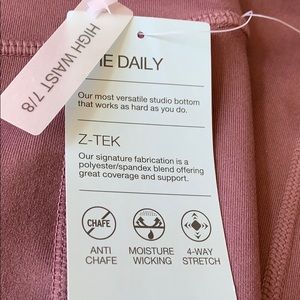 HIGH WAIST 7/8
HE DAILY
Our most versatile studio bottom
that works as hard as you do.
Z-TEK
Our signature fabrication is a
polyester/spandex blend offering
great coverage and support.
CHAFE
ANTI
CHAFE
MOISTURE
WICKING
4-WAY
STRETCH